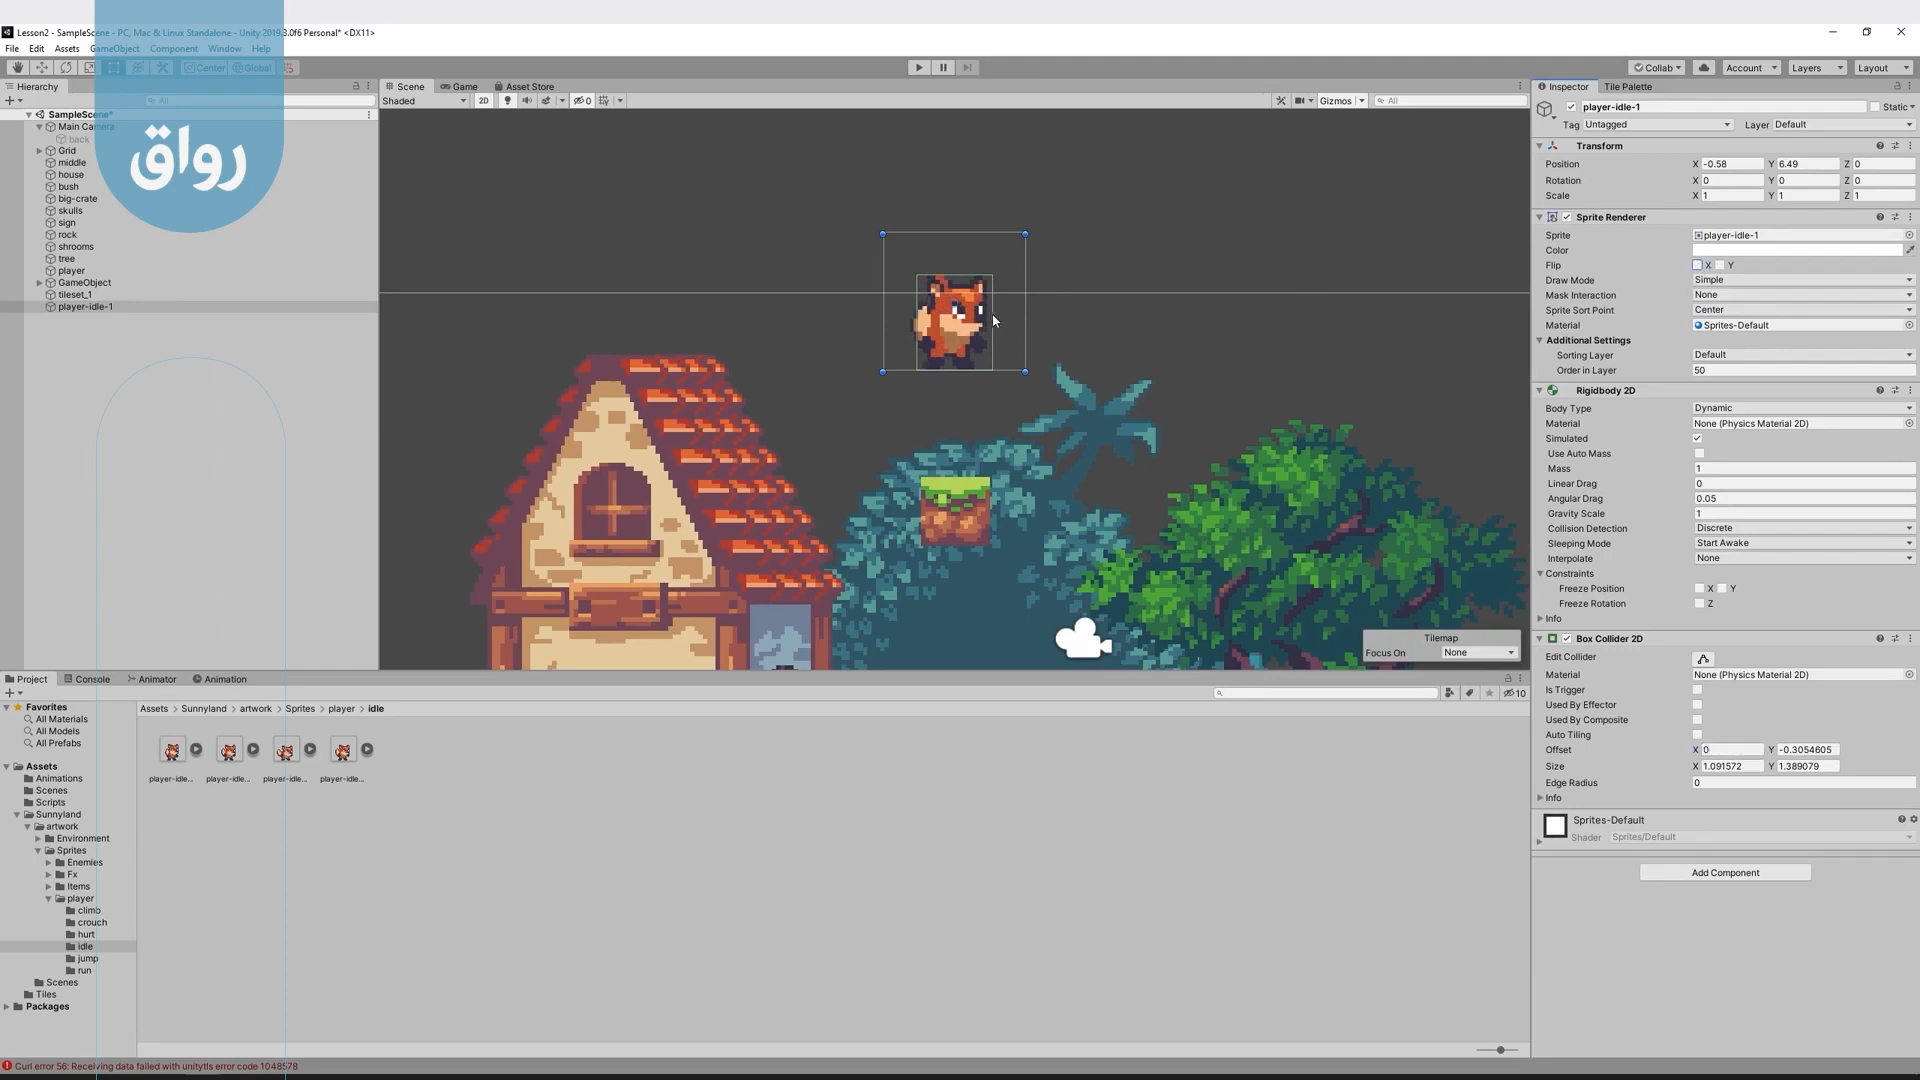 Lesson2 - SampleScene - PC, Mac & Linux Standalone - Unity 2019.3.0f6 Personal* <DX11>
File Edit Assets GameObject Component Window Help
Center Global
Collab Account Layers Layout
Hierarchy
All
SampleScene*
Main Camera
back
Grid
middle
house
bush
big-crate
skulls
sign
rock
shrooms
tree
player
GameObject
tileset_1
player-idle-1
رواق
Scene Game Asset Store
Shaded 2D 0 Gizmos All
Tilemap
Focus On None
Inspector Tile Palette
player-idle-1 Static
Tag Untagged Layer Default
Transform
Position X -0.58 Y 6.49 Z 0
Rotation X 0 Y 0 Z 0
Scale X 1 Y 1 Z 1
Sprite Renderer
Sprite player-idle-1
Color
Flip X Y
Draw Mode Simple
Mask Interaction None
Sprite Sort Point Center
Material Sprites-Default
Additional Settings
Sorting Layer Default
Order in Layer 50
Rigidbody 2D
Body Type Dynamic
Material None (Physics Material 2D)
Simulated
Use Auto Mass
Mass 1
Linear Drag 0
Angular Drag 0.05
Gravity Scale 1
Collision Detection Discrete
Sleeping Mode Start Awake
Interpolate None
Constraints
Freeze Position X Y
Freeze Rotation Z
Info
Box Collider 2D
Edit Collider
Material None (Physics Material 2D)
Is Trigger
Used By Effector
Used By Composite
Auto Tiling
Offset X 0 Y -0.3054605
Size X 1.091572 Y 1.389079
Edge Radius 0
Info
Sprites-Default
Shader Sprites/Default
Add Component
Project Console Animator Animation
10
Favorites
All Materials
All Models
All Prefabs
Assets
Animations
Scenes
Scripts
Sunnyland
artwork
Environment
Sprites
Enemies
Fx
Items
player
climb
crouch
hurt
idle
jump
run
Scenes
Tiles
Packages
Assets > Sunnyland > artwork > Sprites > player > idle
player-idle... player-idle... player-idle... player-idle...
Curl error 56: Receiving data failed with unitytls error code 1048578